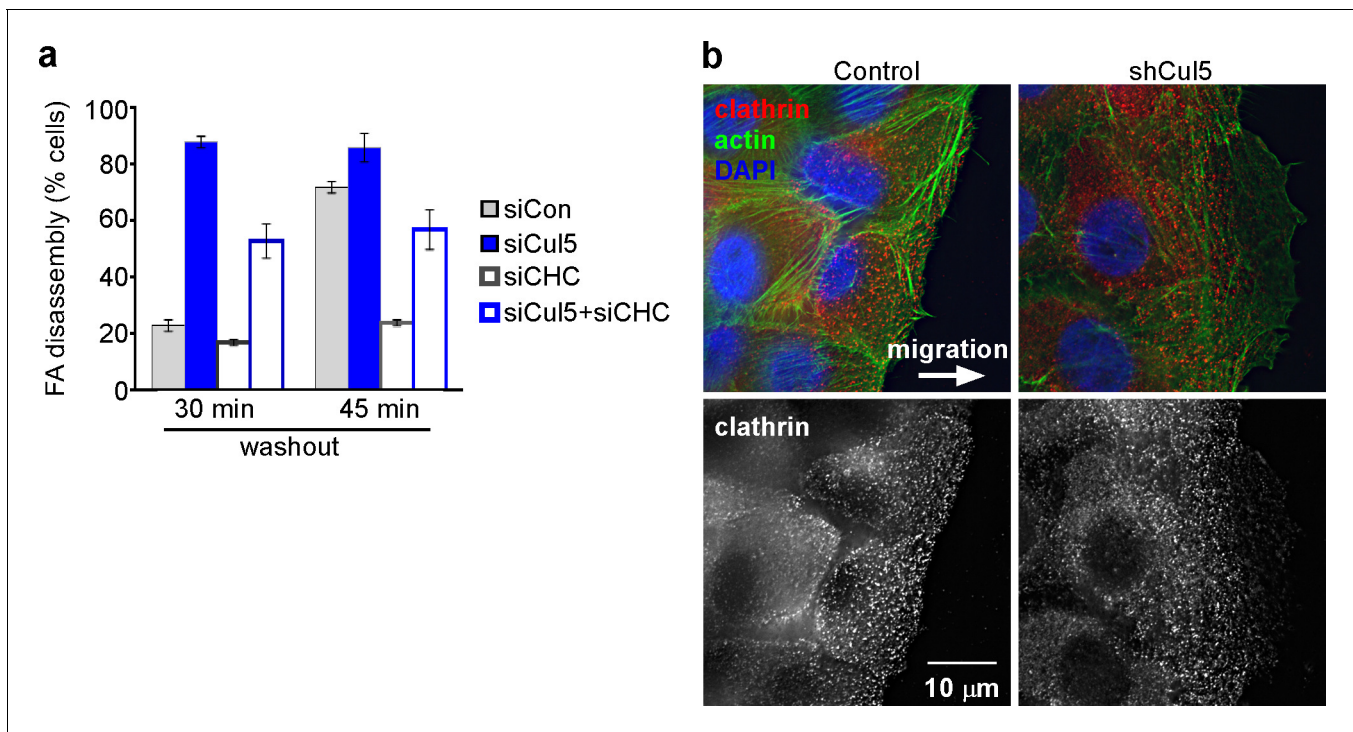 a
FA disassembly (% cells)
100
80
60
40
20
0
30 min
45 min
washout
siCon
siCul5
siCHC
siCul5+siCHC
b
Control
shCul5
clathrin
actin
DAPI
migration
clathrin
10 μm